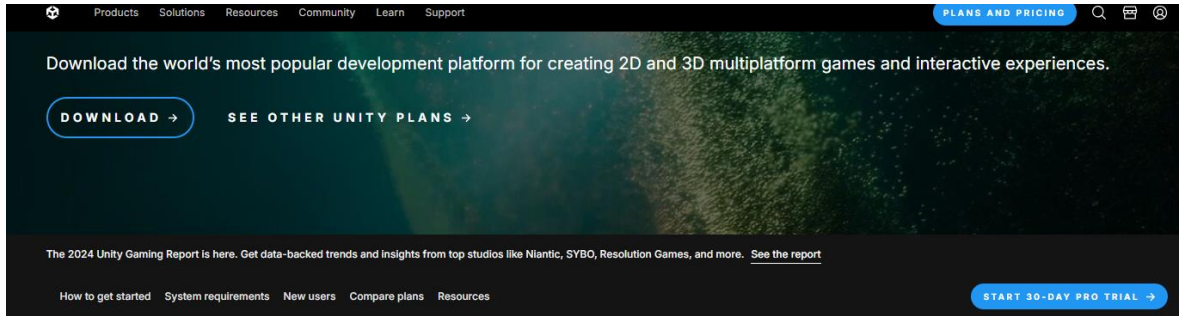 Products Solutions Resources Community Learn Support PLANS AND PRICING
Download the world's most popular development platform for creating 2D and 3D multiplatform games and interactive experiences.
DOWNLOAD → SEE OTHER UNITY PLANS →
The 2024 Unity Gaming Report is here. Get data-backed trends and insights from top studios like Niantic, SYBO, Resolution Games, and more. See the report
How to get started System requirements New users Compare plans Resources START 30-DAY PRO TRIAL →